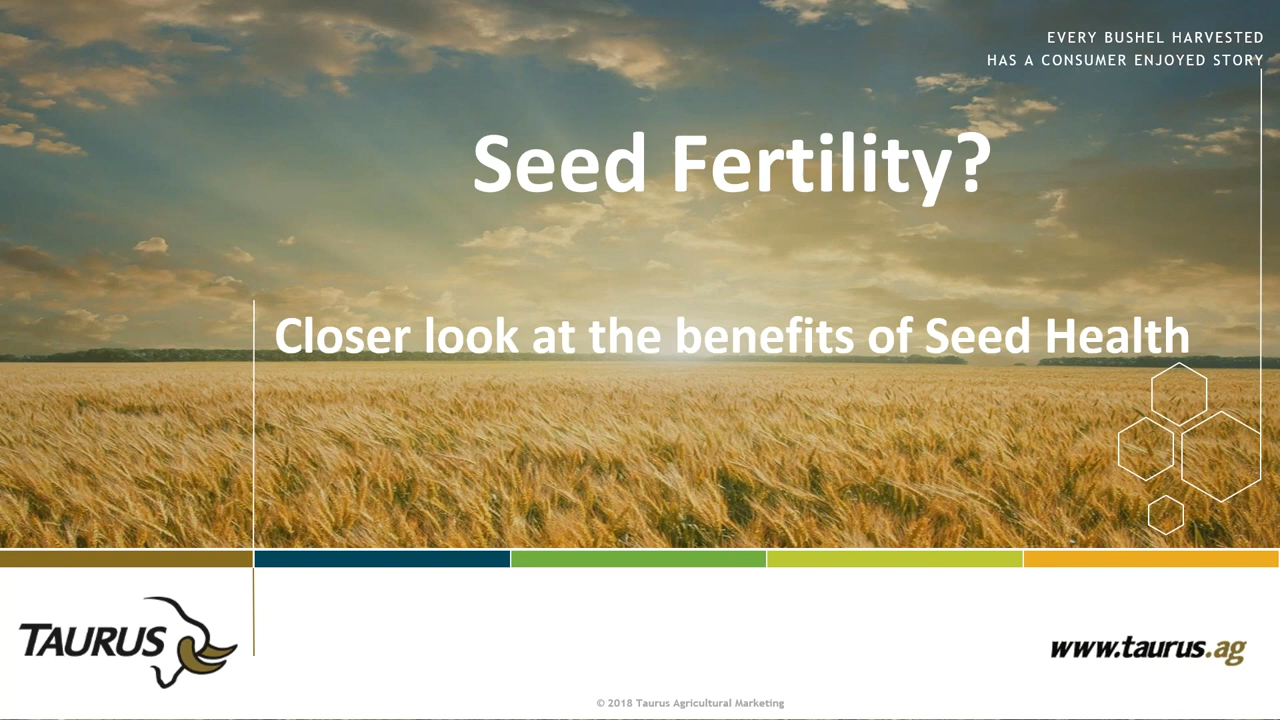 EVERY BUSHEL HARVESTED
HAS A CONSUMER ENJOYED STORY
Seed Fertility?
Closer look at the benefits of Seed Health
TAURUS
www.taurus.ag
© 2018 Taurus Agricultural Marketing